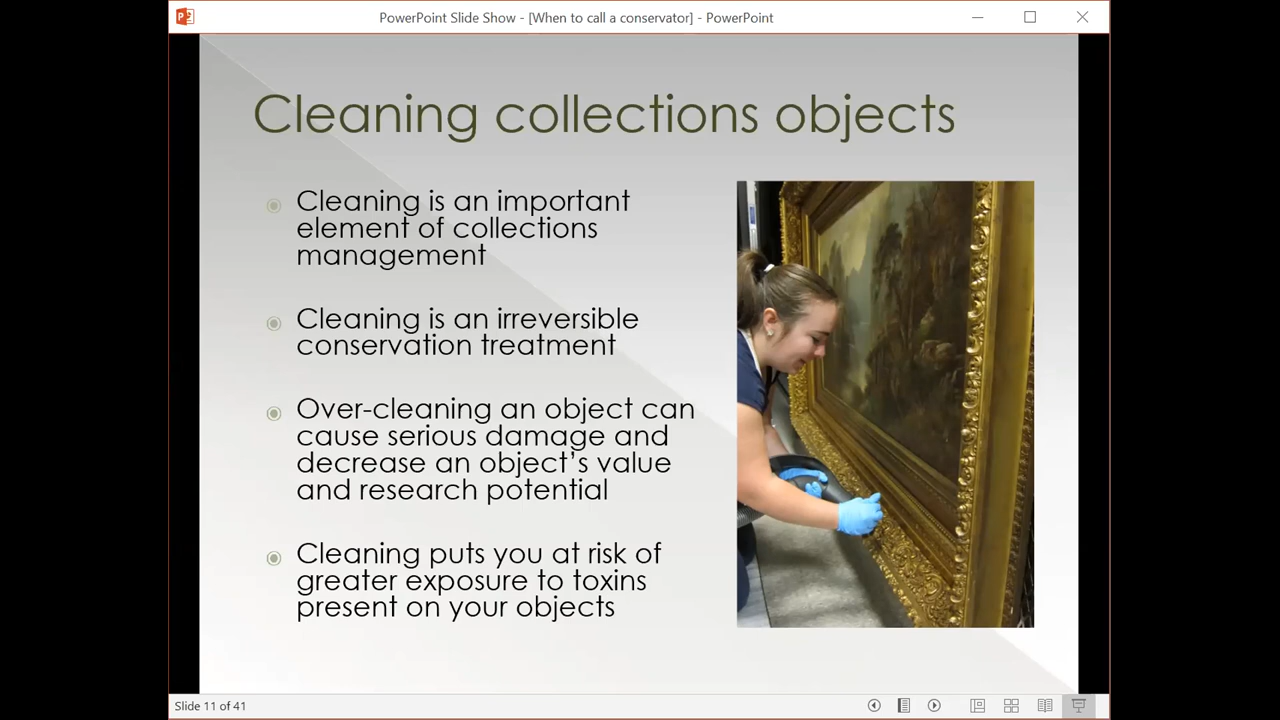 PowerPoint Slide Show - [When to call a conservator] - PowerPoint
Cleaning collections objects
Cleaning is an important
element of collections
management
Cleaning is an irreversible
conservation treatment
Over-cleaning an object can
cause serious damage and
decrease an object’s value
and research potential
Cleaning puts you at risk of
greater exposure to toxins
present on your objects
Slide 11 of 41